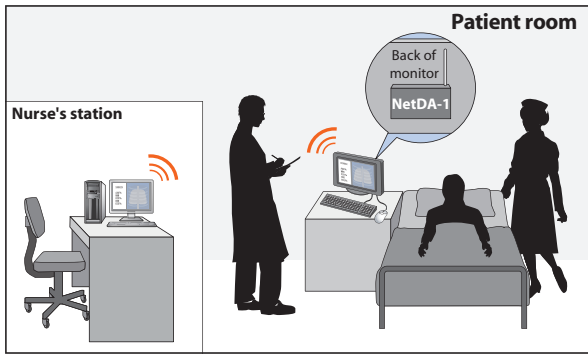 Patient room
Back of
monitor
NetDA-1
Nurse's station